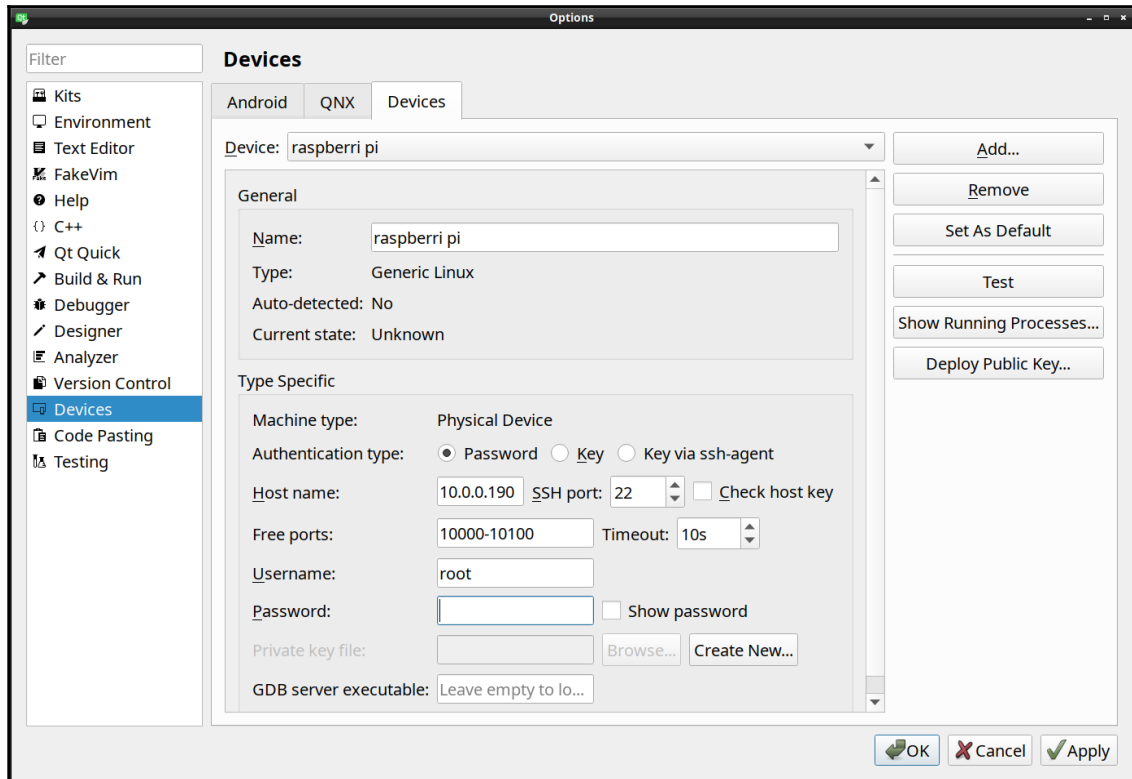 Qt
Options
Filter
Devices
Kits
Environment
Text Editor
FakeVim
Help
{} C++
Qt Quick
Build & Run
Debugger
Designer
Analyzer
Version Control
Devices
Code Pasting
Testing
Android QNX Devices
Device: raspberri pi
General
Name: raspberri pi
Type: Generic Linux
Auto-detected: No
Current state: Unknown
Type Specific
Machine type: Physical Device
Authentication type: Password Key Key via ssh-agent
Host name: 10.0.0.190 SSH port: 22 Check host key
Free ports: 10000-10100 Timeout: 10s
Username: root
Password: Show password
Private key file: Browse... Create New...
GDB server executable: Leave empty to lo...
Add...
Remove
Set As Default
Test
Show Running Processes...
Deploy Public Key...
OK Cancel Apply